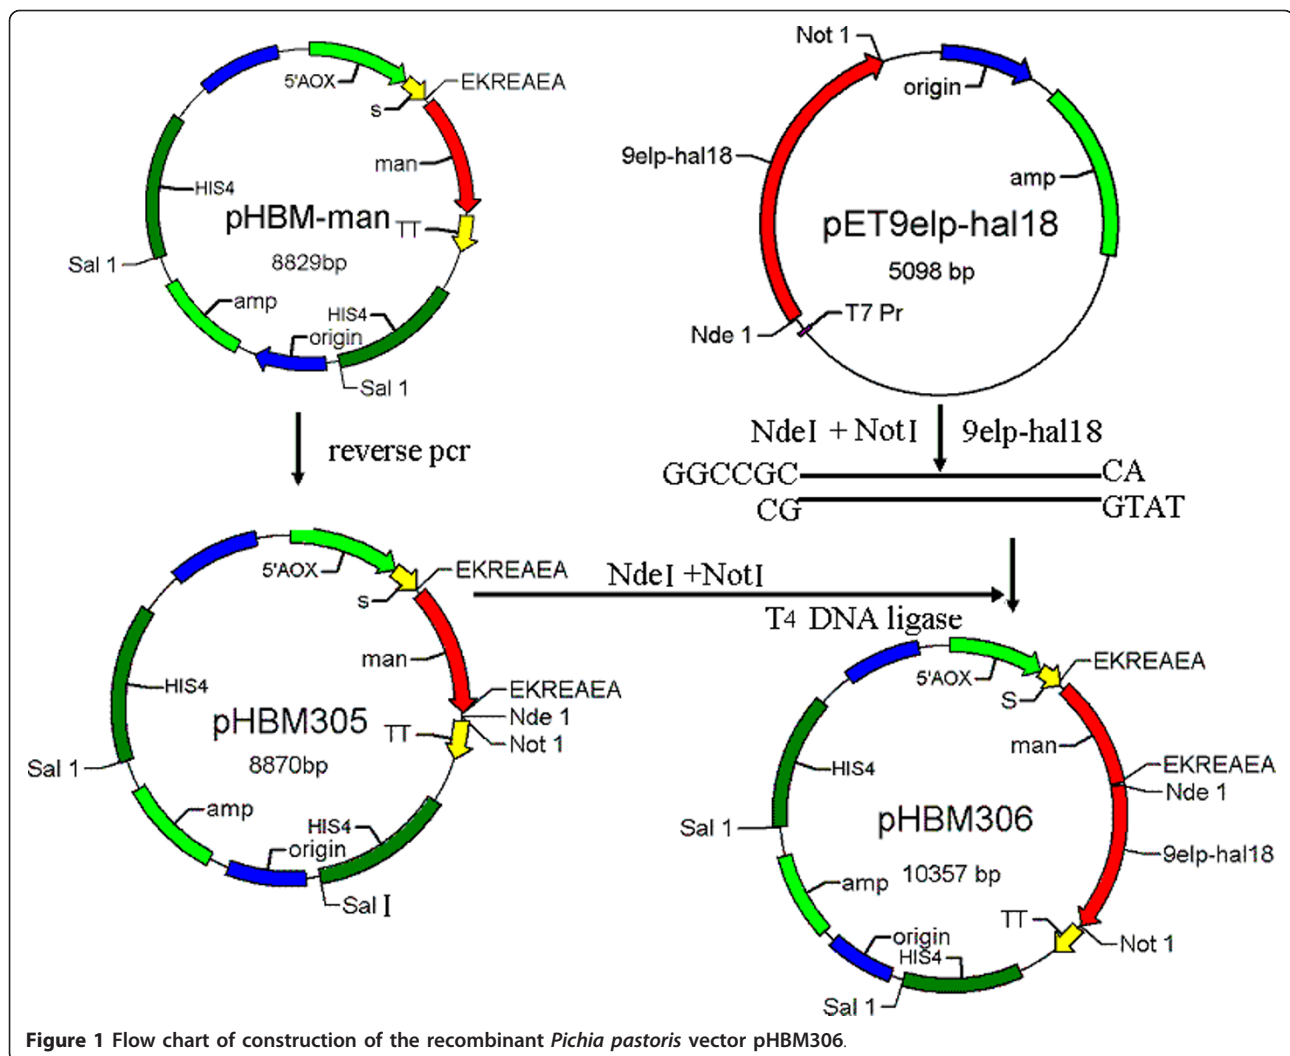 5'AOX
EKREAEA
s
man
HIS4
pHBM-man
TT
8829bp
Sal 1
amp
HIS4
origin
Sal 1
Not 1
origin
9elp-hal18
amp
pET9elp-hal18
5098 bp
T7 Pr
Nde 1
reverse pcr
NdeI + NotI
9elp-hal18
GGCCGC
CA
CG
GTAT
5'AOX
EKREAEA
s
man
HIS4
EKREAEA
pHBM305
Nde 1
TT
Not 1
8870bp
Sal 1
amp
HIS4
origin
Sal I
NdeI +NotI
T4 DNA ligase
5'AOX
EKREAEA
S
man
HIS4
EKREAEA
Nde 1
pHBM306
Sal 1
9elp-hal18
10357 bp
amp
TT
origin
Not 1
HIS4
Sal 1
Figure 1 Flow chart of construction of the recombinant Pichia pastoris vector pHBM306.